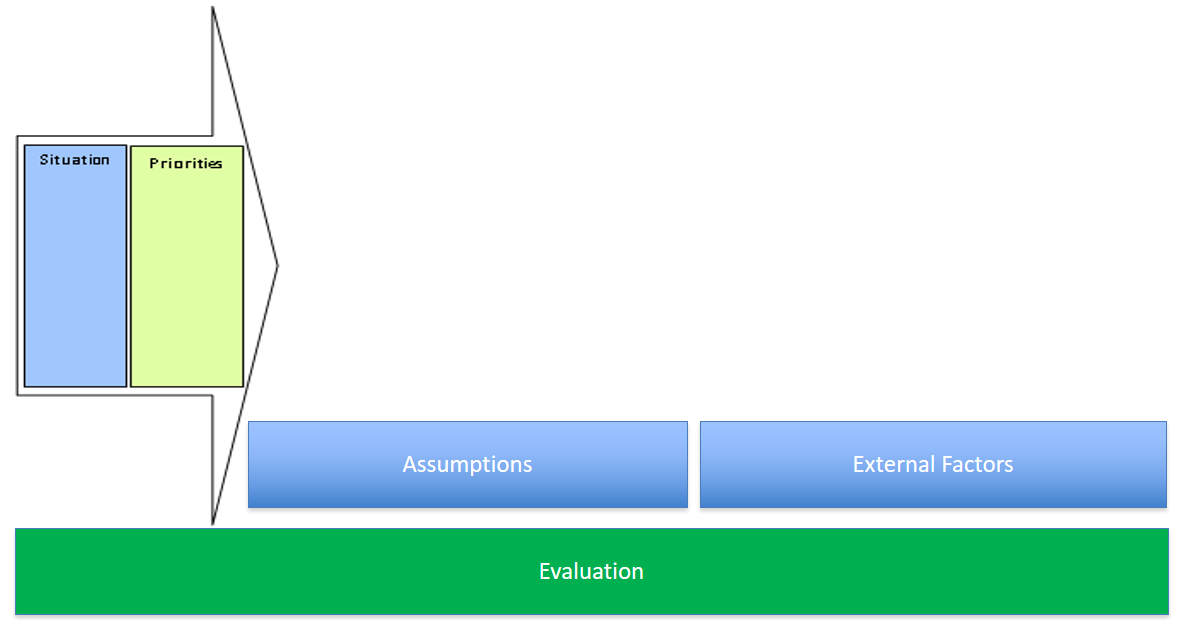 Situation
Priorities
Assumptions
External Factors
Evaluation